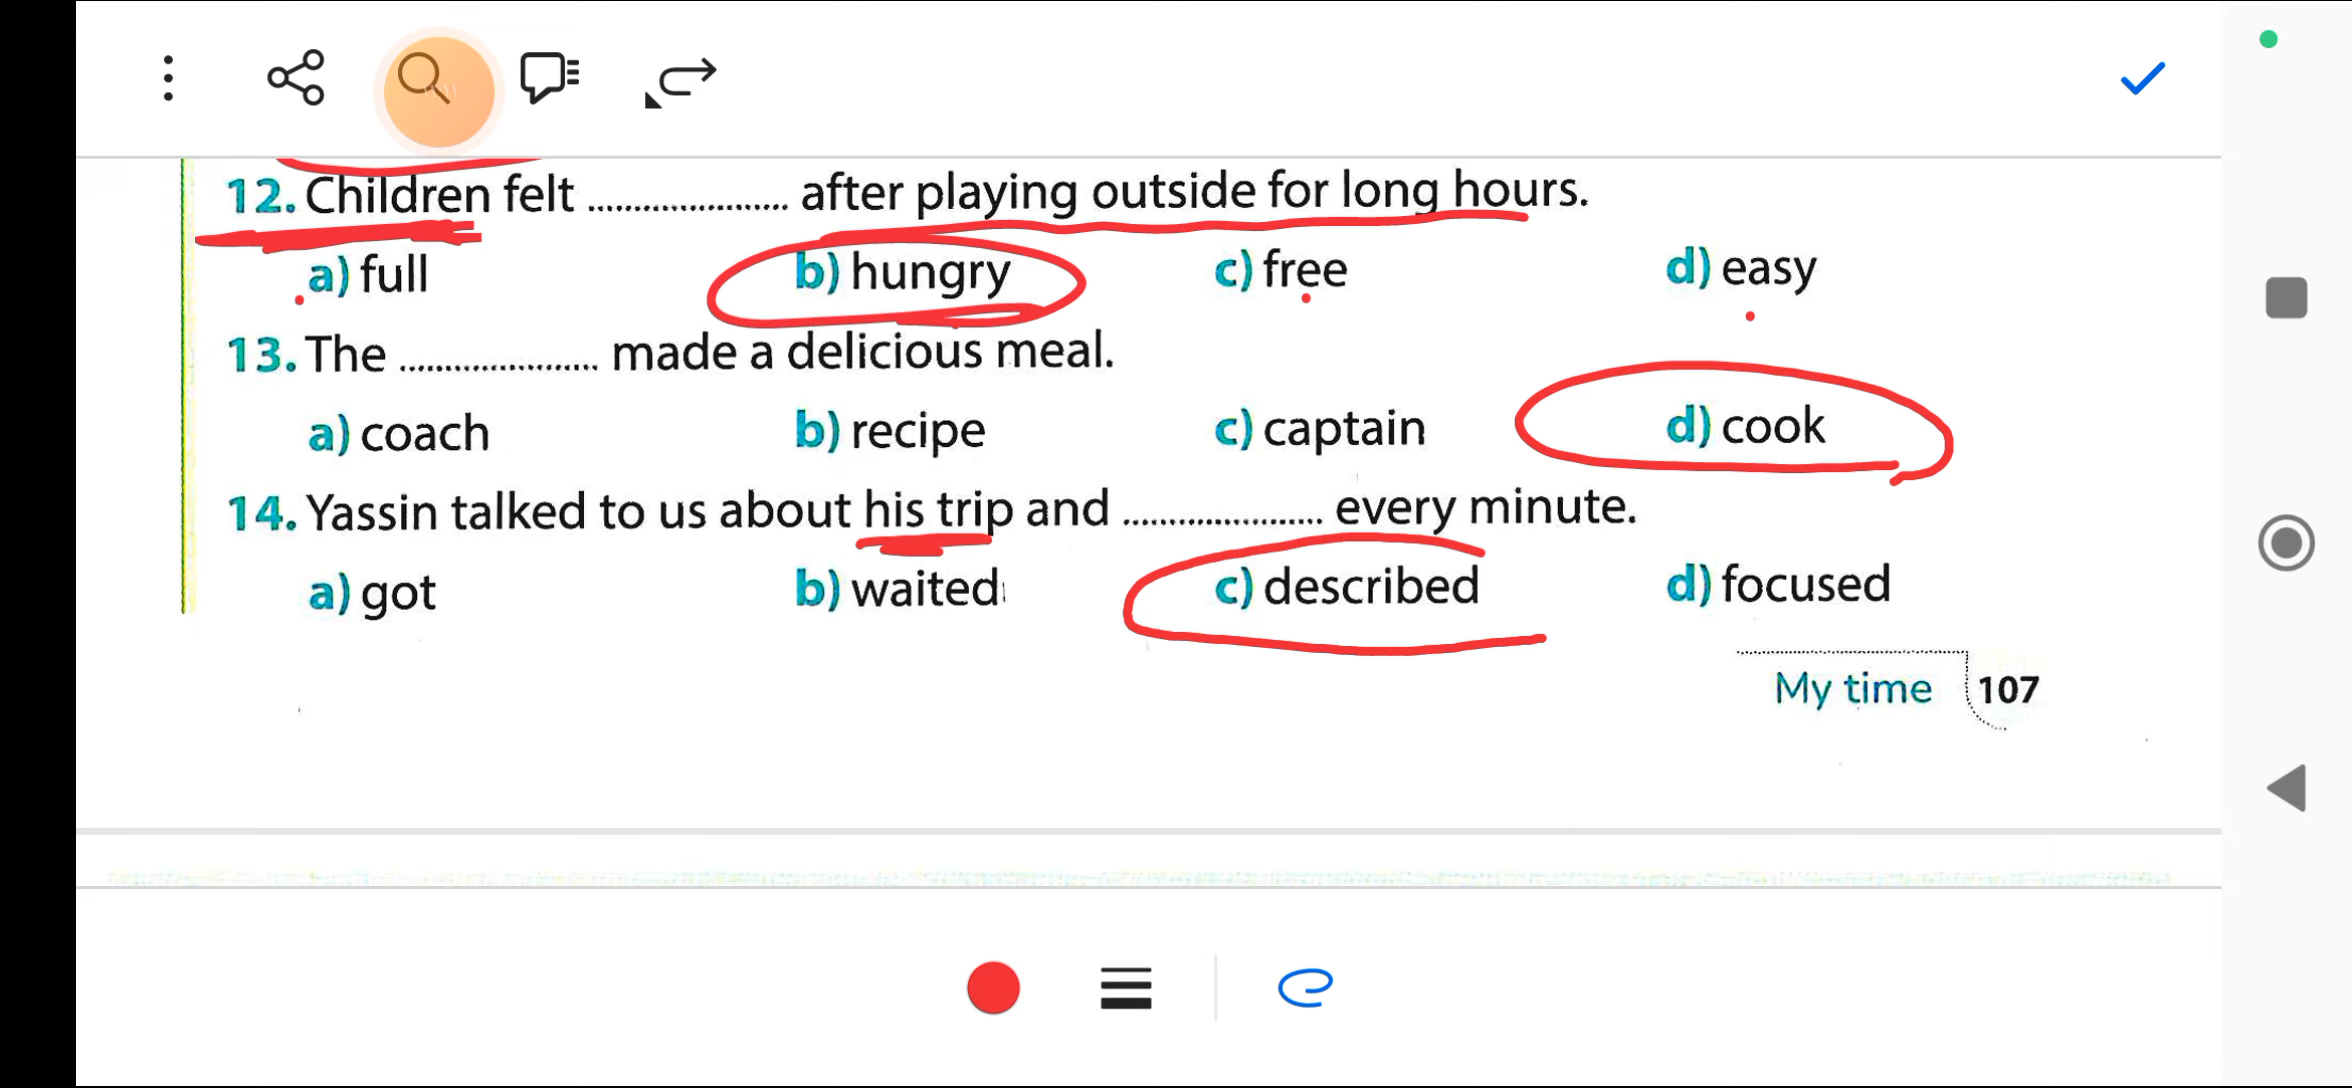 12. Children felt ...................... after playing outside for long hours.
a) full b) hungry c) free d) easy
13. The ...................... made a delicious meal.
a) coach b) recipe c) captain d) cook
14. Yassin talked to us about his trip and ...................... every minute.
a) got b) waited c) described d) focused
My time 107